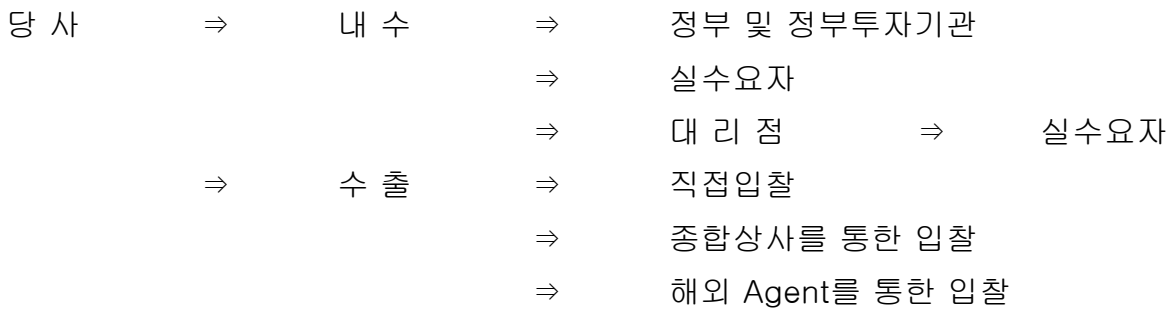 당 사 ⇒ 내 수 ⇒ 정부 및 정부투자기관
⇒ 실수요자
⇒ 대 리 점 ⇒ 실수요자
⇒ 수 출 ⇒ 직접입찰
⇒ 종합상사를 통한 입찰
⇒ 해외 Agent를 통한 입찰